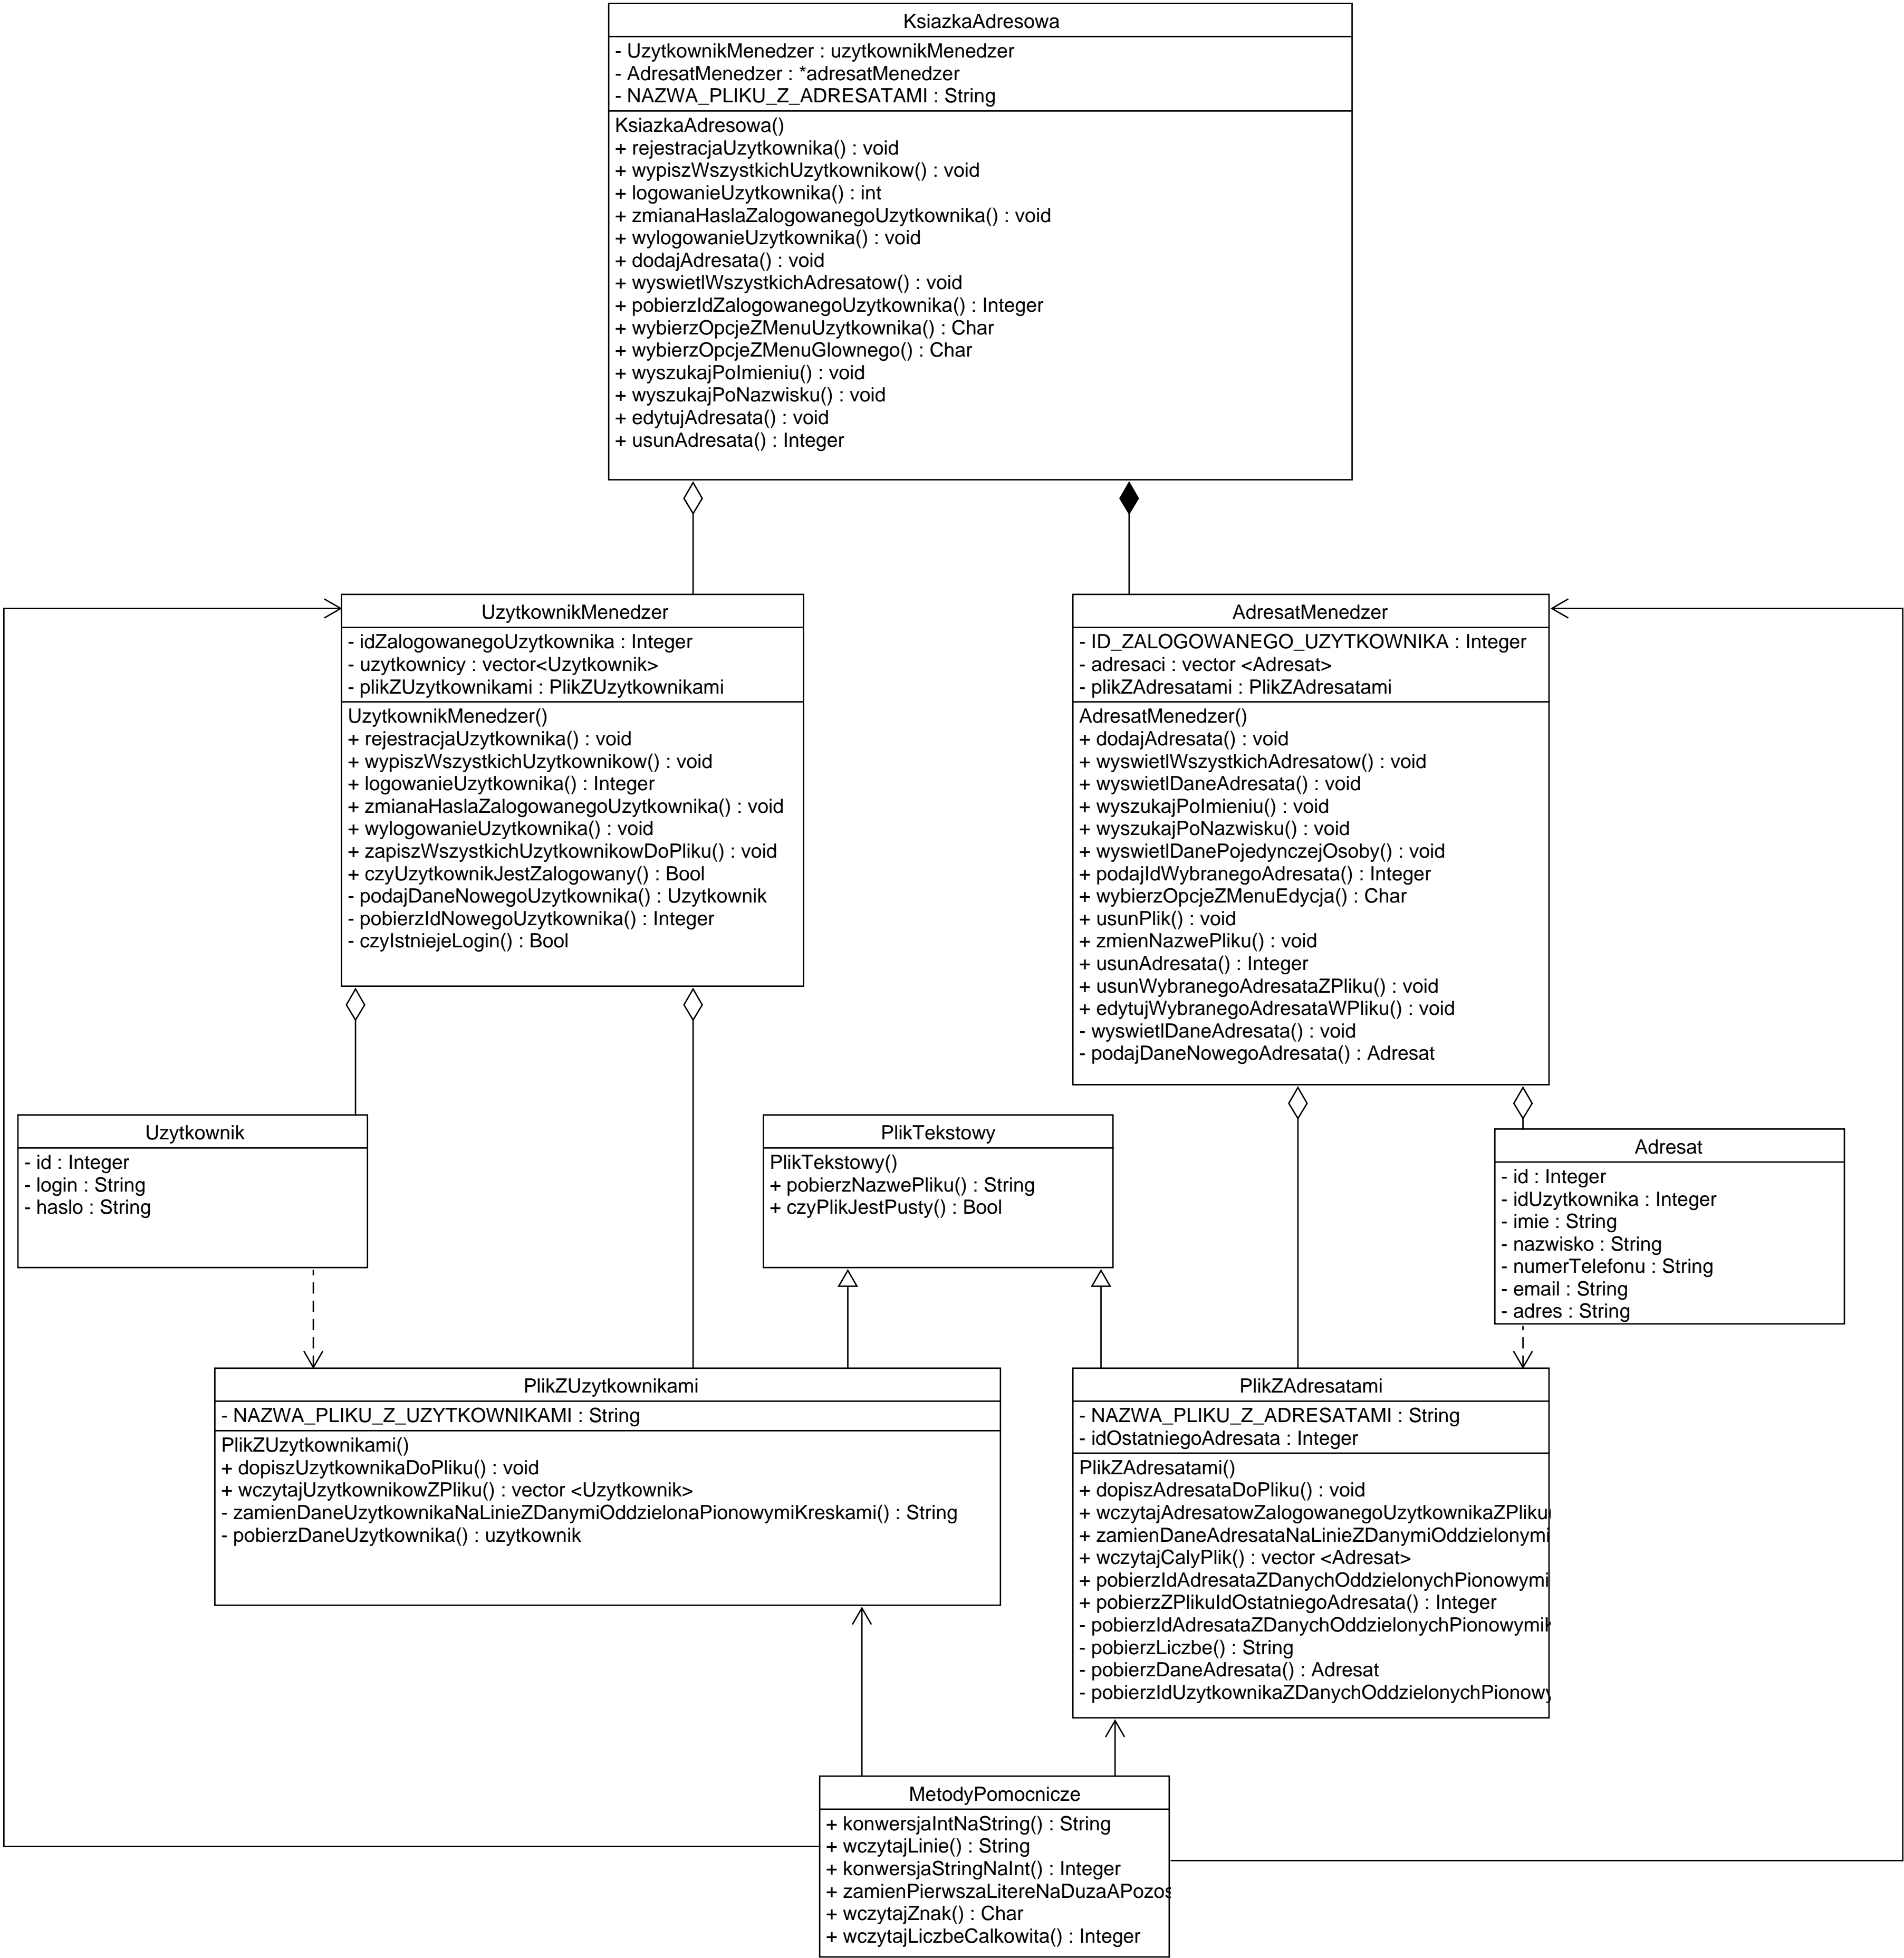 KsiazkaAdresowa
- UzytkownikMenedzer : uzytkownikMenedzer
- AdresatMenedzer : *adresatMenedzer
- NAZWA_PLIKU_Z_ADRESATAMI : String
KsiazkaAdresowa()
+ rejestracjaUzytkownika() : void
+ wypiszWszystkichUzytkownikow() : void
+ logowanieUzytkownika() : int
+ zmianaHaslaZalogowanegoUzytkownika() : void
+ wylogowanieUzytkownika() : void
+ dodajAdresata() : void
+ wyswietlWszystkichAdresatow() : void
+ pobierzIdZalogowanegoUzytkownika() : Integer
+ wybierzOpcjeZMenuUzytkownika() : Char
+ wybierzOpcjeZMenuGlownego() : Char
+ wyszukajPoImieniu() : void
+ wyszukajPoNazwisku() : void
+ edytujAdresata() : void
+ usunAdresata() : Integer
UzytkownikMenedzer
- idZalogowanegoUzytkownika : Integer
- uzytkownicy : vector<Uzytkownik>
- plikZUzytkownikami : PlikZUzytkownikami
UzytkownikMenedzer()
+ rejestracjaUzytkownika() : void
+ wypiszWszystkichUzytkownikow() : void
+ logowanieUzytkownika() : Integer
+ zmianaHaslaZalogowanegoUzytkownika() : void
+ wylogowanieUzytkownika() : void
+ zapiszWszystkichUzytkownikowDoPliku() : void
+ czyUzytkownikJestZalogowany() : Bool
- podajDaneNowegoUzytkownika() : Uzytkownik
- pobierzIdNowegoUzytkownika() : Integer
- czyIstniejeLogin() : Bool
AdresatMenedzer
- ID_ZALOGOWANEGO_UZYTKOWNIKA : Integer
- adresaci : vector <Adresat>
- plikZAdresatami : PlikZAdresatami
AdresatMenedzer()
+ dodajAdresata() : void
+ wyswietlWszystkichAdresatow() : void
+ wyswietlDaneAdresata() : void
+ wyszukajPoImieniu() : void
+ wyszukajPoNazwisku() : void
+ wyswietlDanePojedynczejOsoby() : void
+ podajIdWybranegoAdresata() : Integer
+ wybierzOpcjeZMenuEdycja() : Char
+ usunPlik() : void
+ zmienNazwePliku() : void
+ usunAdresata() : Integer
+ usunWybranegoAdresataZPliku() : void
+ edytujWybranegoAdresataWPliku() : void
- wyswietlDaneAdresata() : void
- podajDaneNowegoAdresata() : Adresat
Uzytkownik
- id : Integer
- login : String
- haslo : String
PlikTekstowy
PlikTekstowy()
+ pobierzNazwePliku() : String
+ czyPlikJestPusty() : Bool
Adresat
- id : Integer
- idUzytkownika : Integer
- imie : String
- nazwisko : String
- numerTelefonu : String
- email : String
- adres : String
PlikZUzytkownikami
- NAZWA_PLIKU_Z_UZYTKOWNIKAMI : String
PlikZUzytkownikami()
+ dopiszUzytkownikaDoPliku() : void
+ wczytajUzytkownikowZPliku() : vector <Uzytkownik>
- zamienDaneUzytkownikaNaLinieZDanymiOddzielonaPionowymiKreskami() : String
- pobierzDaneUzytkownika() : uzytkownik
PlikZAdresatami
- NAZWA_PLIKU_Z_ADRESATAMI : String
- idOstatniegoAdresata : Integer
PlikZAdresatami()
+ dopiszAdresataDoPliku() : void
+ wczytajAdresatowZalogowanegoUzytkownikaZPliku
+ zamienDaneAdresataNaLinieZDanymiOddzielonymi
+ wczytajCalyPlik() : vector <Adresat>
+ pobierzIdAdresataZDanychOddzielonychPionowymi
+ pobierzZPlikuIdOstatniegoAdresata() : Integer
- pobierzIdAdresataZDanychOddzielonychPionowymiK
- pobierzLiczbe() : String
- pobierzDaneAdresata() : Adresat
- pobierzIdUzytkownikaZDanychOddzielonychPionowy
MetodyPomocnicze
+ konwersjaIntNaString() : String
+ wczytajLinie() : String
+ konwersjaStringNaInt() : Integer
+ zamienPierwszaLitereNaDuzaAPozos
+ wczytajZnak() : Char
+ wczytajLiczbeCalkowita() : Integer